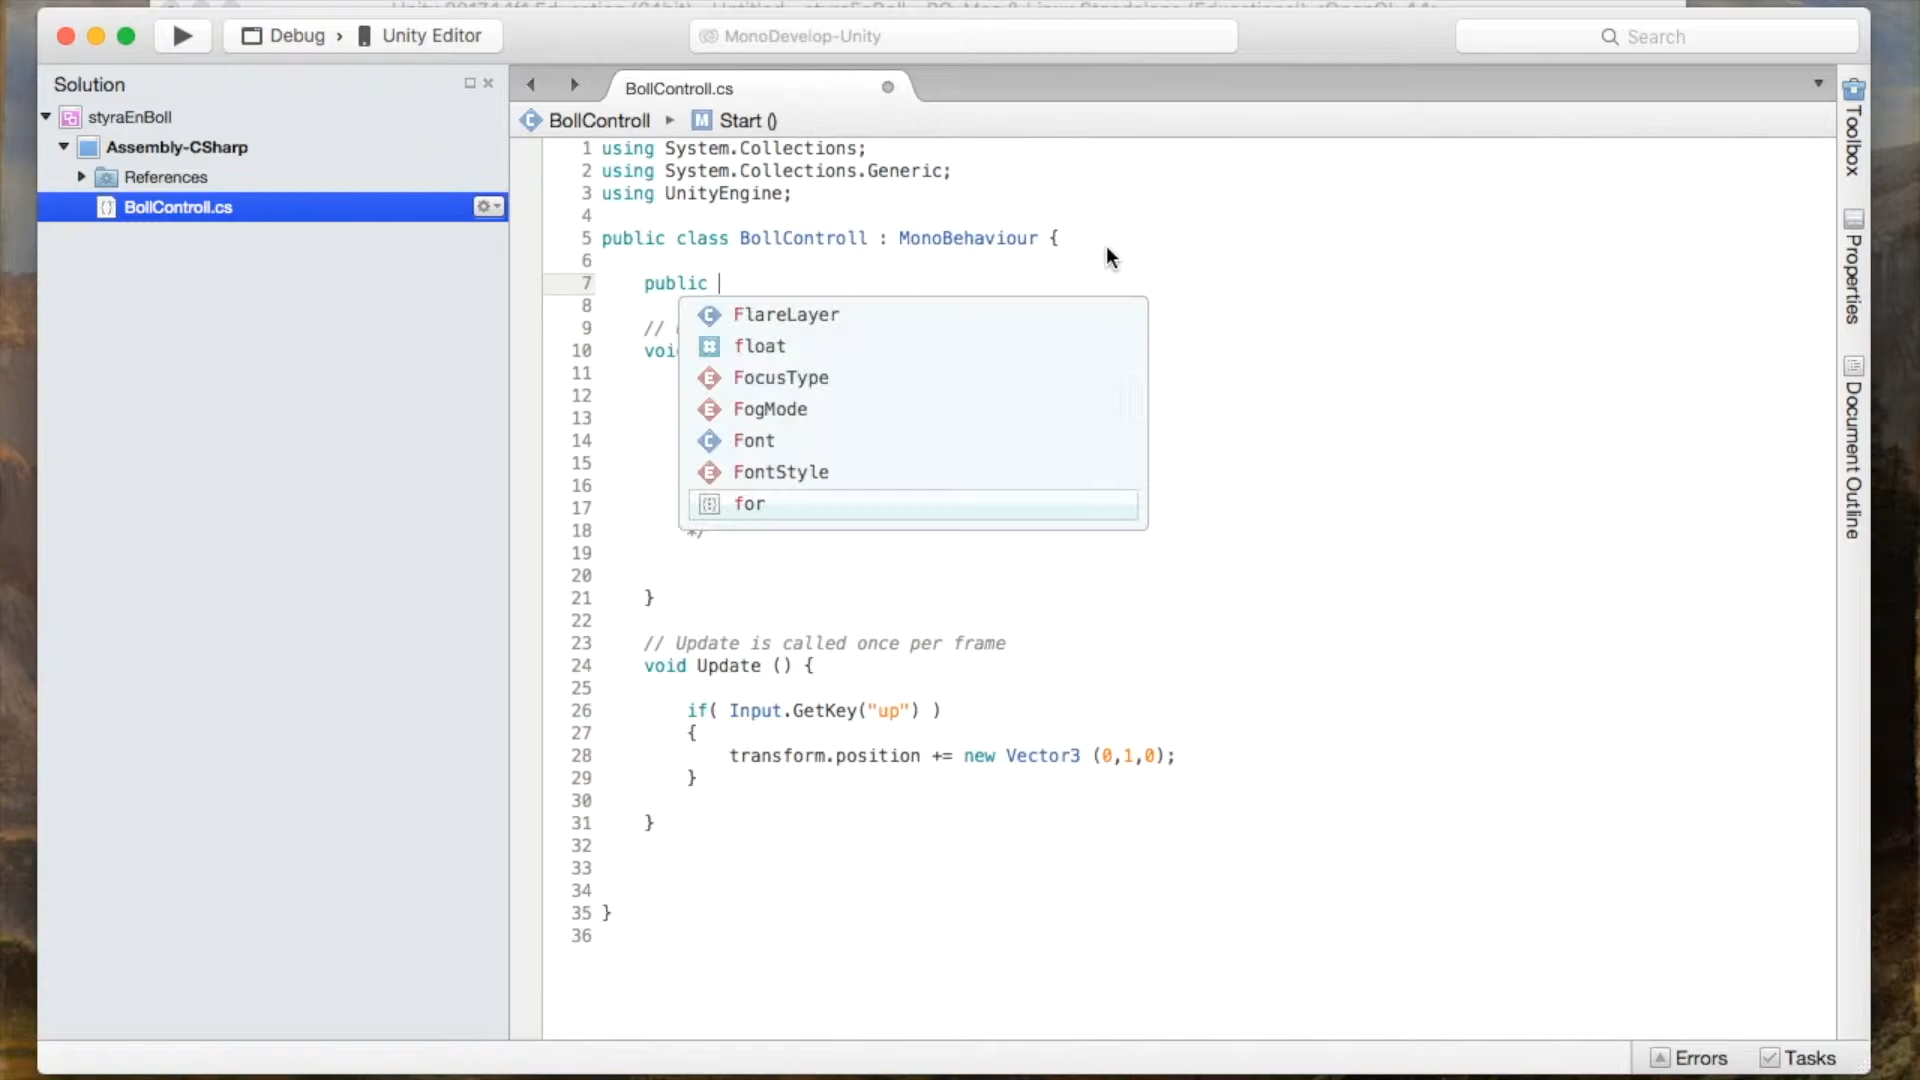 Debug › Unity Editor
MonoDevelop-Unity
Search
Solution
styraEnBoll
Assembly-CSharp
References
BollControll.cs
BollControll.cs
BollControll
Start ()
1 using System.Collections;
2 using System.Collections.Generic;
3 using UnityEngine;
4
5 public class BollControll : MonoBehaviour {
6
7 public
8
9 //
10 voi
11
12
13
14
15
16
17
18 */
19
20
21 }
22
23 // Update is called once per frame
24 void Update () {
25
26 if( Input.GetKey("up") )
27 {
28 transform.position += new Vector3 (0,1,0);
29 }
30
31 }
32
33
34
35 }
36
FlareLayer
float
FocusType
FogMode
Font
FontStyle
for
Toolbox
Properties
Document Outline
Errors
Tasks